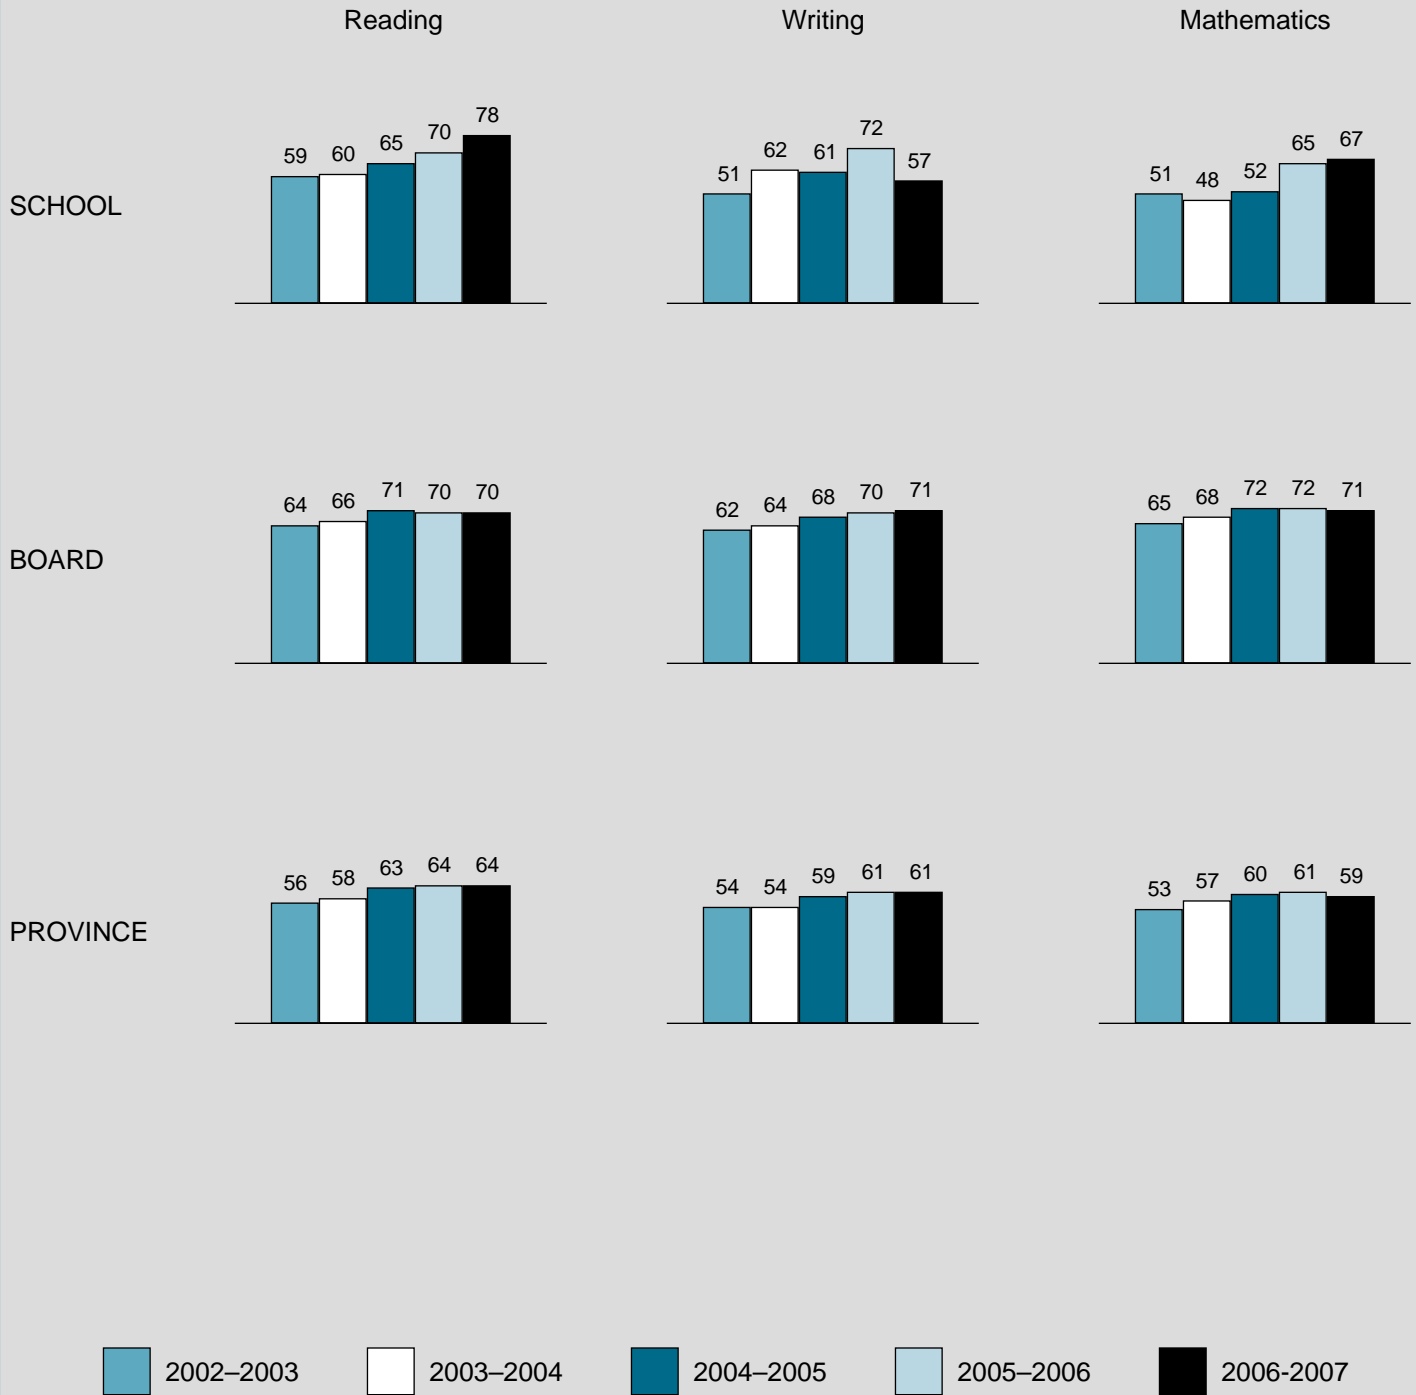 Reading Writing Mathematics
SCHOOL
59 60 65 70 78
51 62 61 72 57
51 48 52 65 67
BOARD
64 66 71 70 70
62 64 68 70 71
65 68 72 72 71
PROVINCE
56 58 63 64 64
54 54 59 61 61
53 57 60 61 59
2002–2003 2003–2004 2004–2005 2005–2006 2006-2007